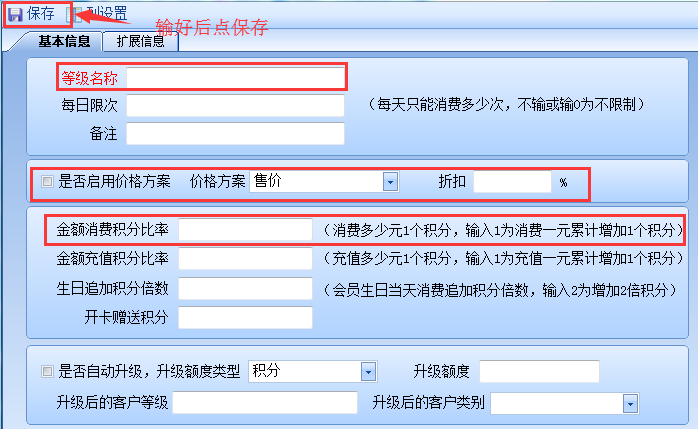 保存 列设置
输好后点保存
基本信息 扩展信息
等级名称
每日限次 (每天只能消费多少次，不输或输0为不限制)
备注
是否启用价格方案 价格方案 售价 折扣 %
金额消费积分比率 (消费多少元1个积分，输入1为消费一元累计增加1个积分)
金额充值积分比率 (充值多少元1个积分，输入1为充值一元累计增加1个积分)
生日追加积分倍数 (会员生日当天消费追加积分倍数，输入2为增加2倍积分)
开卡赠送积分
是否自动升级，升级额度类型 积分 升级额度
升级后的客户等级 升级后的客户类别